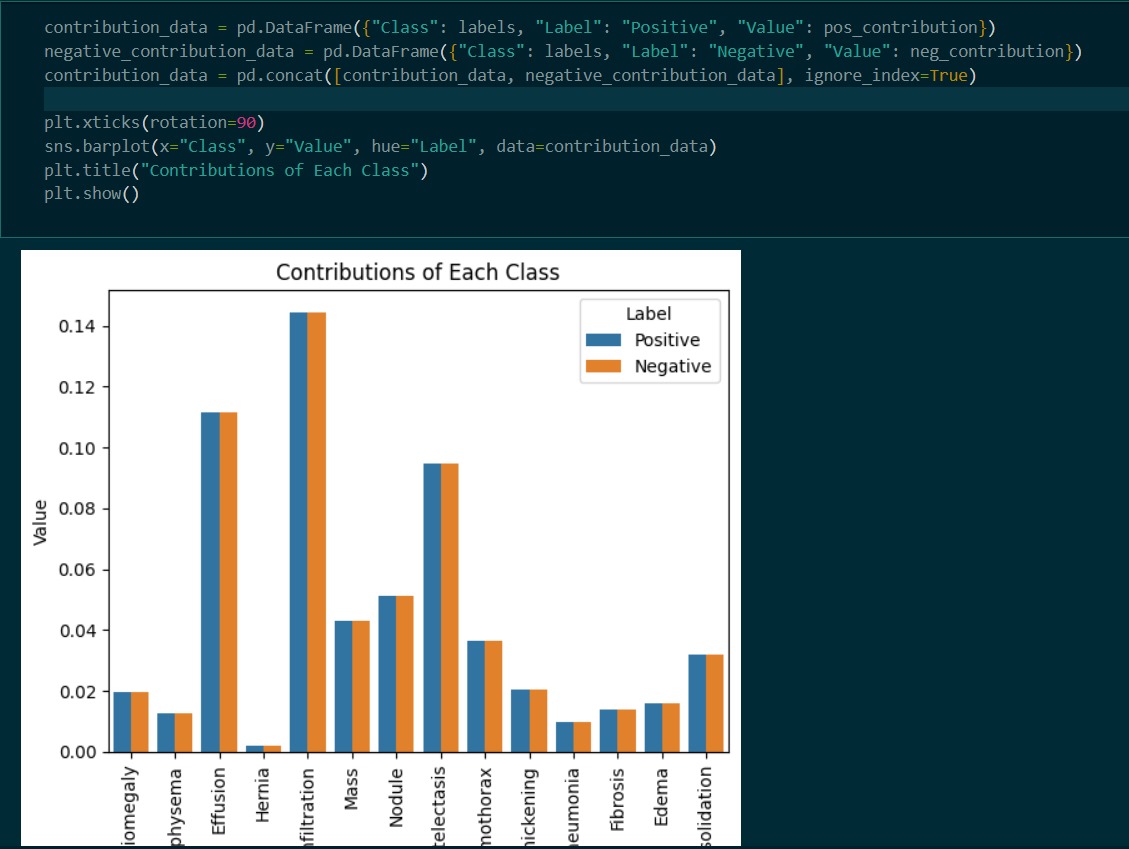 contribution_data = pd.DataFrame({"Class": labels, "Label": "Positive", "Value": pos_contribution})
negative_contribution_data = pd.DataFrame({"Class": labels, "Label": "Negative", "Value": neg_contribution})
contribution_data = pd.concat([contribution_data, negative_contribution_data], ignore_index=True)
plt.xticks(rotation=90)
sns.barplot(x="Class", y="Value", hue="Label", data=contribution_data)
plt.title("Contributions of Each Class")
plt.show()
Contributions of Each Class
Label
Positive
Negative
0.14
0.12
0.10
0.08
0.06
0.04
0.02
0.00
Value
iomegaly
physema
Effusion
Hernia
nfiltration
Mass
Nodule
telectasis
mothorax
hickening
eumonia
Fibrosis
Edema
solidation